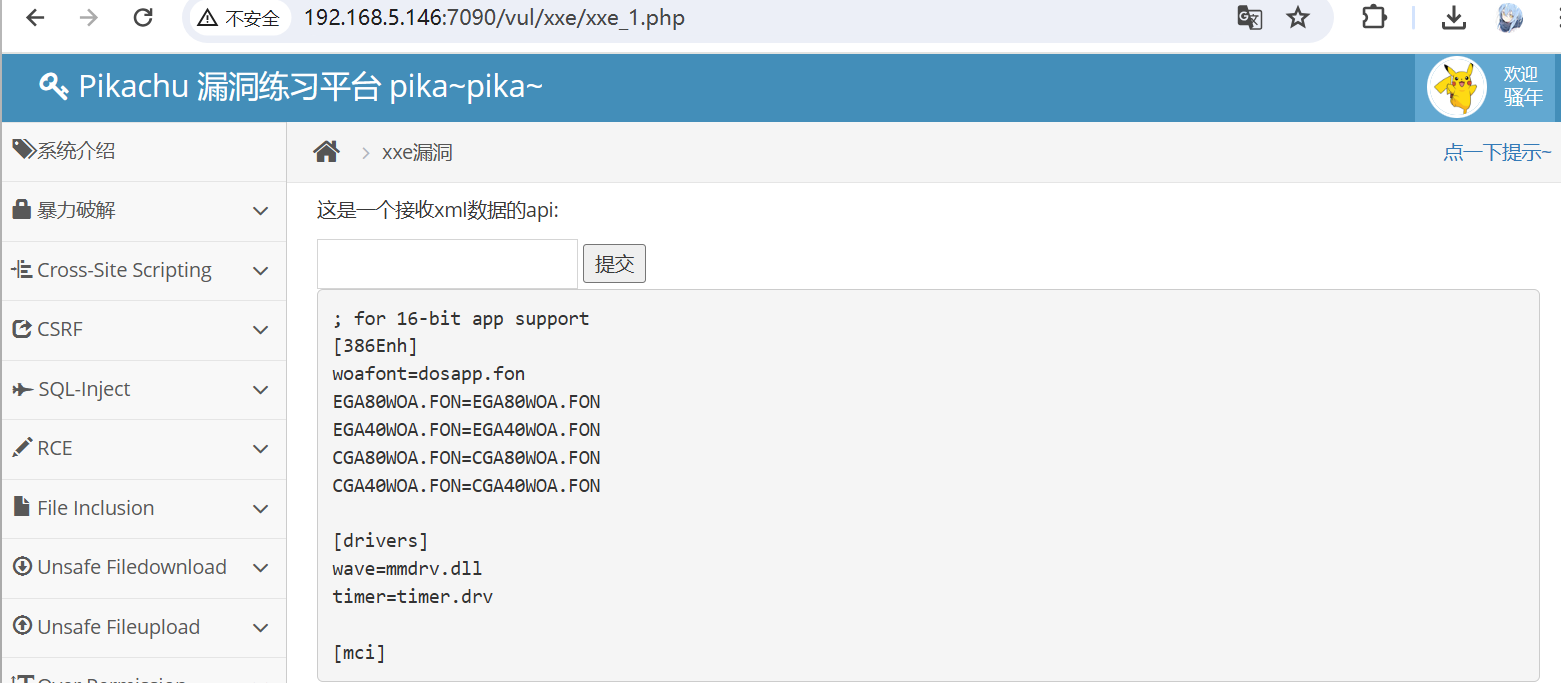 不安全 192.168.5.146:7090/vul/xxe/xxe_1.php
Pikachu 漏洞练习平台 pika~pika~
欢迎
骚年
系统介绍
暴力破解
Cross-Site Scripting
CSRF
SQL-Inject
RCE
File Inclusion
Unsafe Filedownload
Unsafe Fileupload
Over Permission
xxe漏洞
点一下提示~
这是一个接收xml数据的api:
提交
; for 16-bit app support
[386Enh]
woafont=dosapp.fon
EGA80WOA.FON=EGA80WOA.FON
EGA40WOA.FON=EGA40WOA.FON
CGA80WOA.FON=CGA80WOA.FON
CGA40WOA.FON=CGA40WOA.FON
[drivers]
wave=mmdrv.dll
timer=timer.drv
[mci]